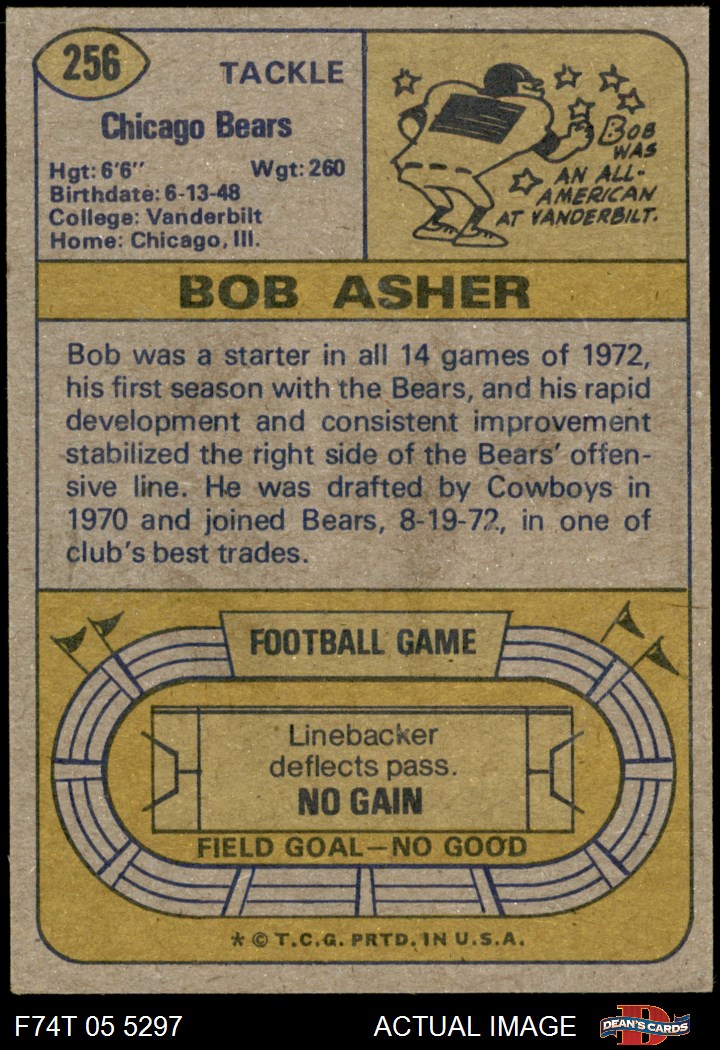 256
TACKLE
Chicago Bears
Hgt: 6'6" Wgt: 260
Birthdate: 6-13-48
College: Vanderbilt
Home: Chicago, Ill.
BOB
WAS
AN ALL-
AMERICAN
AT VANDERBILT.
BOB ASHER
Bob was a starter in all 14 games of 1972,
his first season with the Bears, and his rapid
development and consistent improvement
stabilized the right side of the Bears' offen-
sive line. He was drafted by Cowboys in
1970 and joined Bears, 8-19-72, in one of
club's best trades.
FOOTBALL GAME
Linebacker
deflects pass.
NO GAIN
FIELD GOAL—NO GOOD
* © T.C.G. PRTD. IN U.S.A.
F74T 05 5297 ACTUAL IMAGE
D
DEAN'S CARDS